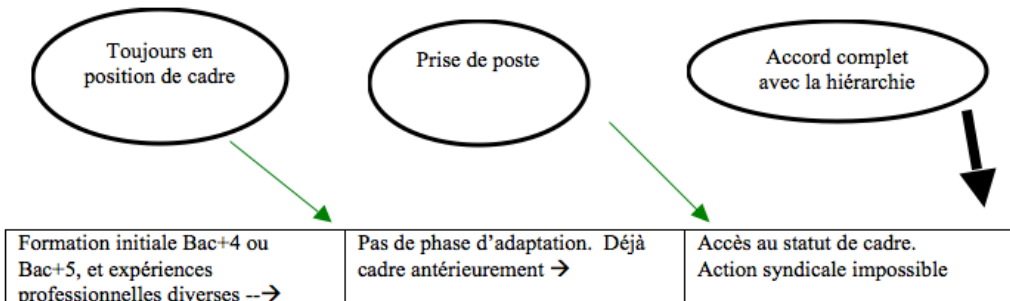 Toujours en
position de cadre
Prise de poste
Accord complet
avec la hiérarchie
Formation initiale Bac+4 ou
Bac+5, et expériences
professionnelles diverses --→
Pas de phase d’adaptation.  Déjà
cadre antérieurement →
Accès au statut de cadre.
Action syndicale impossible